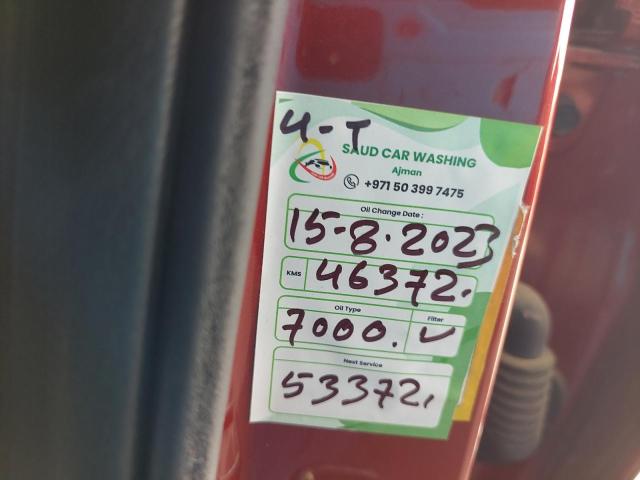 4-T
SAUD CAR WASHING
Ajman
+971 50 399 7475
Oil Change Date :
15-8.2023
KMS 46372.
Oil Type Filter
7000. ✓
Next Service
53372.